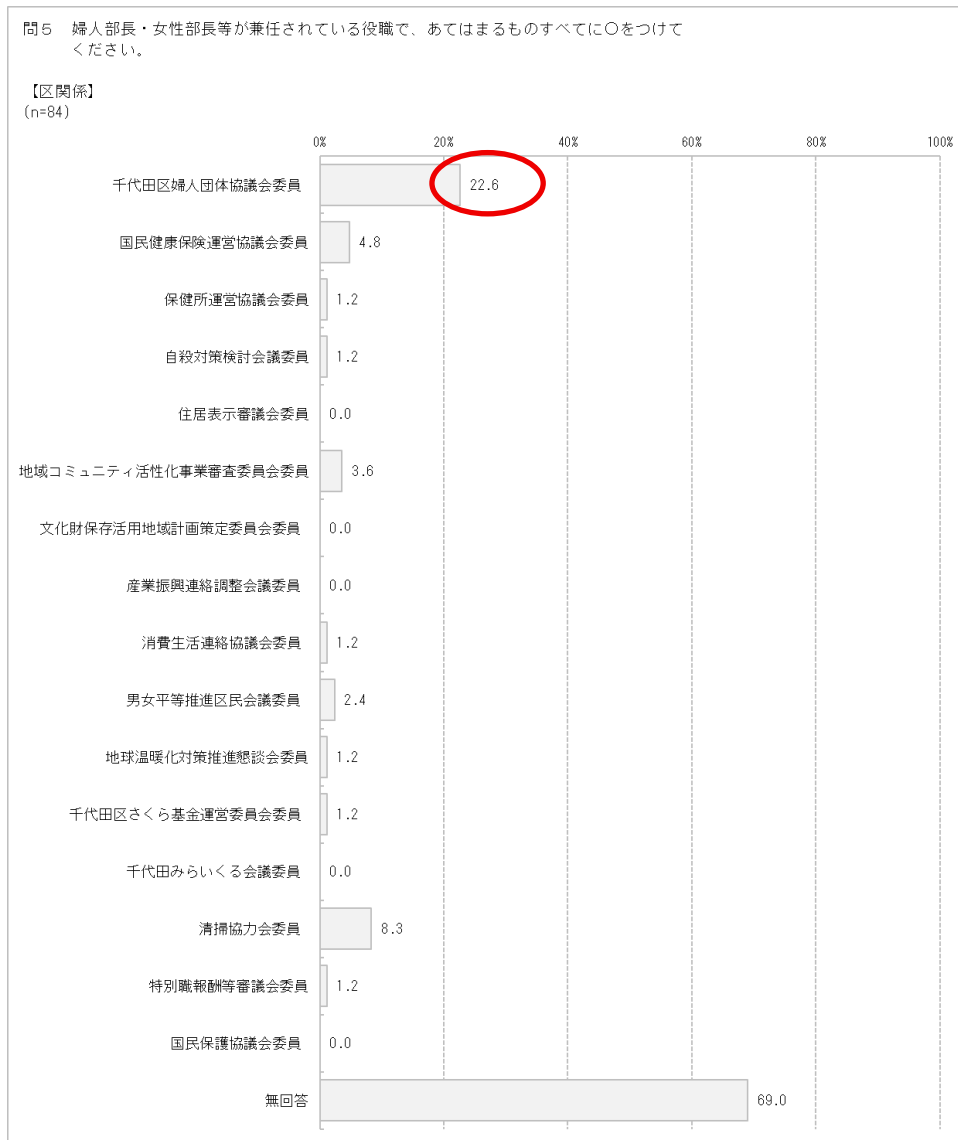 問５　婦人部長・女性部長等が兼任されている役職で、あてはまるものすべてに○をつけて
ください。
【区関係】
(n=84)
0% 20% 40% 60% 80% 100%
千代田区婦人団体協議会委員 22.6
国民健康保険運営協議会委員 4.8
保健所運営協議会委員 1.2
自殺対策検討会議委員 1.2
住居表示審議会委員 0.0
地域コミュニティ活性化事業審査委員会委員 3.6
文化財保存活用地域計画策定委員会委員 0.0
産業振興連絡調整会議委員 0.0
消費生活連絡協議会委員 1.2
男女平等推進区民会議委員 2.4
地球温暖化対策推進懇談会委員 1.2
千代田区さくら基金運営委員会委員 1.2
千代田みらいくる会議委員 0.0
清掃協力会委員 8.3
特別職報酬等審議会委員 1.2
国民保護協議会委員 0.0
無回答 69.0